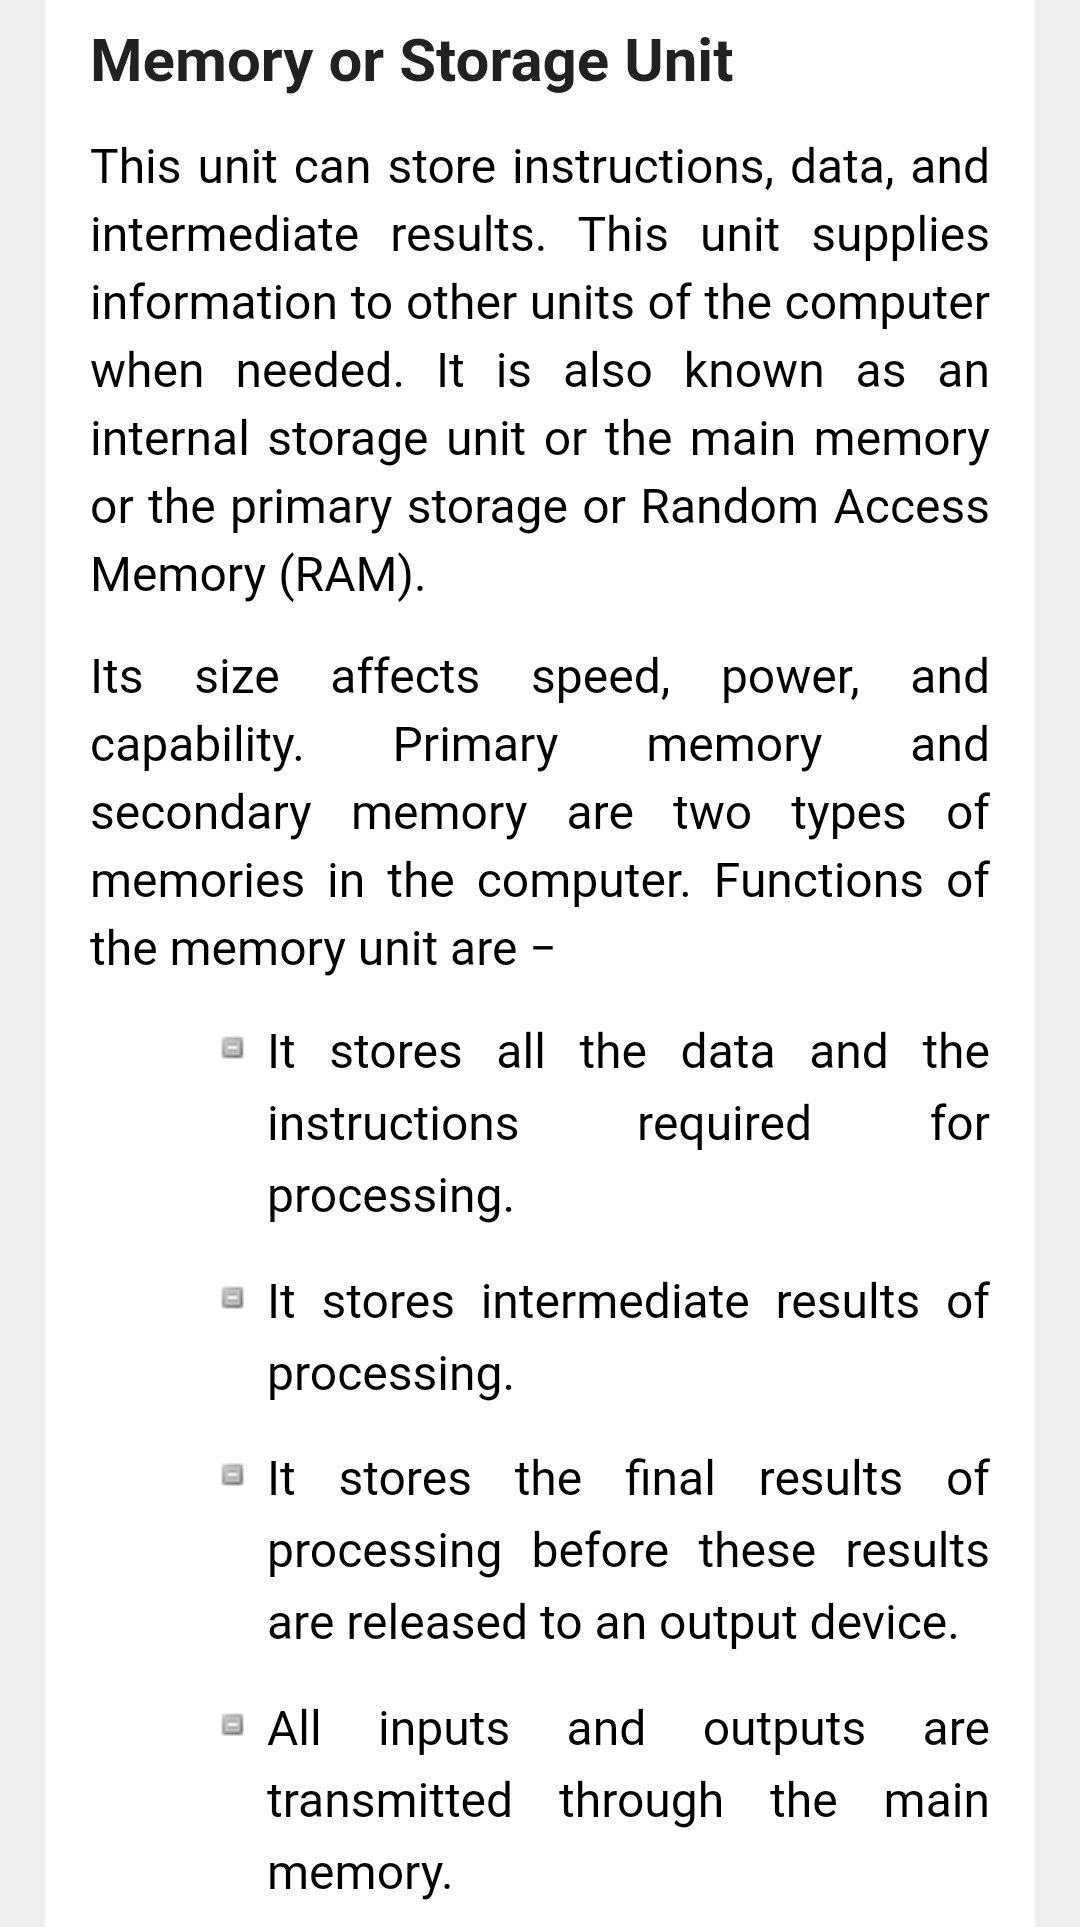 Memory or Storage Unit
This unit can store instructions, data, and
intermediate results. This unit supplies
information to other units of the computer
when needed. It is also known as an
internal storage unit or the main memory
or the primary storage or Random Access
Memory (RAM).
Its size affects speed, power, and
capability. Primary memory and
secondary memory are two types of
memories in the computer. Functions of
the memory unit are −
It stores all the data and the
instructions required for
processing.
It stores intermediate results of
processing.
It stores the final results of
processing before these results
are released to an output device.
All inputs and outputs are
transmitted through the main
memory.